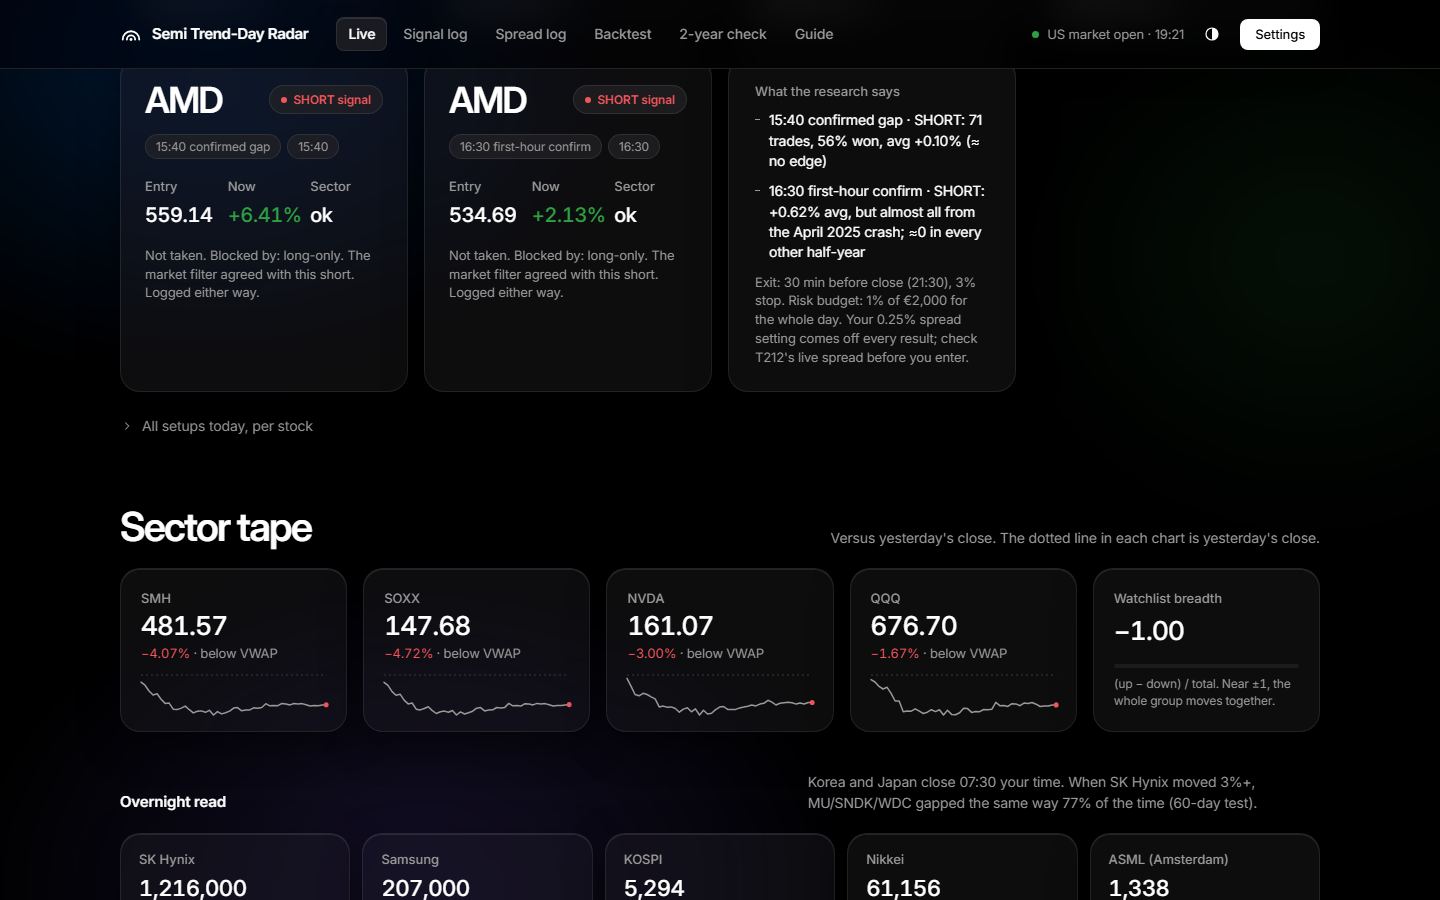 Semi Trend-Day Radar Live Signal log Spread log Backtest 2-year check Guide US market open · 19:21 Settings
AMD
SHORT signal
15:40 confirmed gap 15:40
Entry Now Sector
559.14 +6.41% ok
Not taken. Blocked by: long-only. The
market filter agreed with this short.
Logged either way.
AMD
SHORT signal
16:30 first-hour confirm 16:30
Entry Now Sector
534.69 +2.13% ok
Not taken. Blocked by: long-only. The
market filter agreed with this short.
Logged either way.
What the research says
– 15:40 confirmed gap · SHORT: 71
trades, 56% won, avg +0.10% (≈
no edge)
– 16:30 first-hour confirm · SHORT:
+0.62% avg, but almost all from
the April 2025 crash; ≈0 in every
other half-year
Exit: 30 min before close (21:30), 3%
stop. Risk budget: 1% of €2,000 for
the whole day. Your 0.25% spread
setting comes off every result; check
T212's live spread before you enter.
All setups today, per stock
Sector tape
Versus yesterday's close. The dotted line in each chart is yesterday's close.
SMH
481.57
−4.07% · below VWAP
SOXX
147.68
−4.72% · below VWAP
NVDA
161.07
−3.00% · below VWAP
QQQ
676.70
−1.67% · below VWAP
Watchlist breadth
−1.00
(up − down) / total. Near ±1, the
whole group moves together.
Overnight read
Korea and Japan close 07:30 your time. When SK Hynix moved 3%+,
MU/SNDK/WDC gapped the same way 77% of the time (60-day test).
SK Hynix
1,216,000
Samsung
207,000
KOSPI
5,294
Nikkei
61,156
ASML (Amsterdam)
1,338